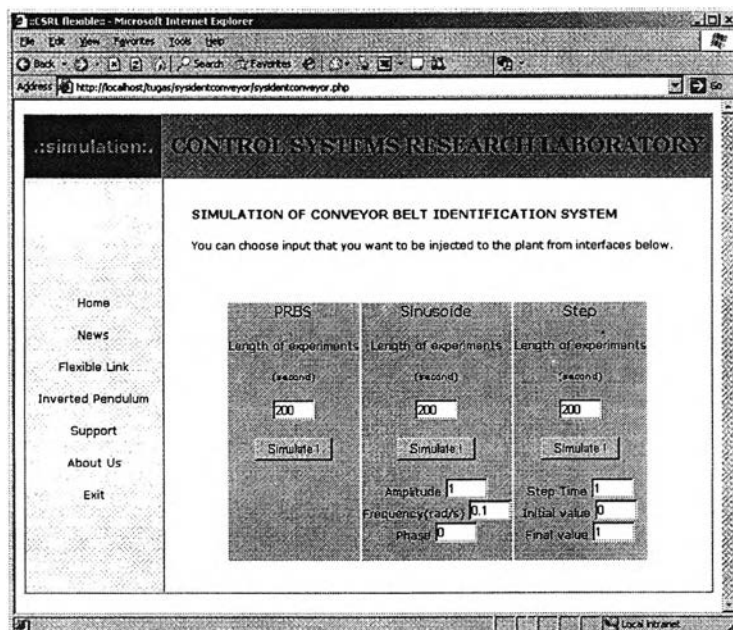 ::CSRL flexible:: - Microsoft Internet Explorer
File Edit View Favorites Tools Help
Back Search Favorites
Address http://localhost/tugas/sysidentconveyor/sysidentconveyor.php Go
.:simulation:. CONTROL SYSTEMS RESEARCH LABORATORY
SIMULATION OF CONVEYOR BELT IDENTIFICATION SYSTEM
You can choose input that you want to be injected to the plant from interfaces below.
Home
News
Flexible Link
Inverted Pendulum
Support
About Us
Exit
PRBS Sinusoide Step
Length of experiments Length of experiments Length of experiments
(second) (second) (second)
200 200 200
Simulate ! Simulate ! Simulate !
Amplitude 1 Step Time 1
Frequency(rad/s) 0.1 Initial value 0
Phase 0 Final value 1
Local intranet